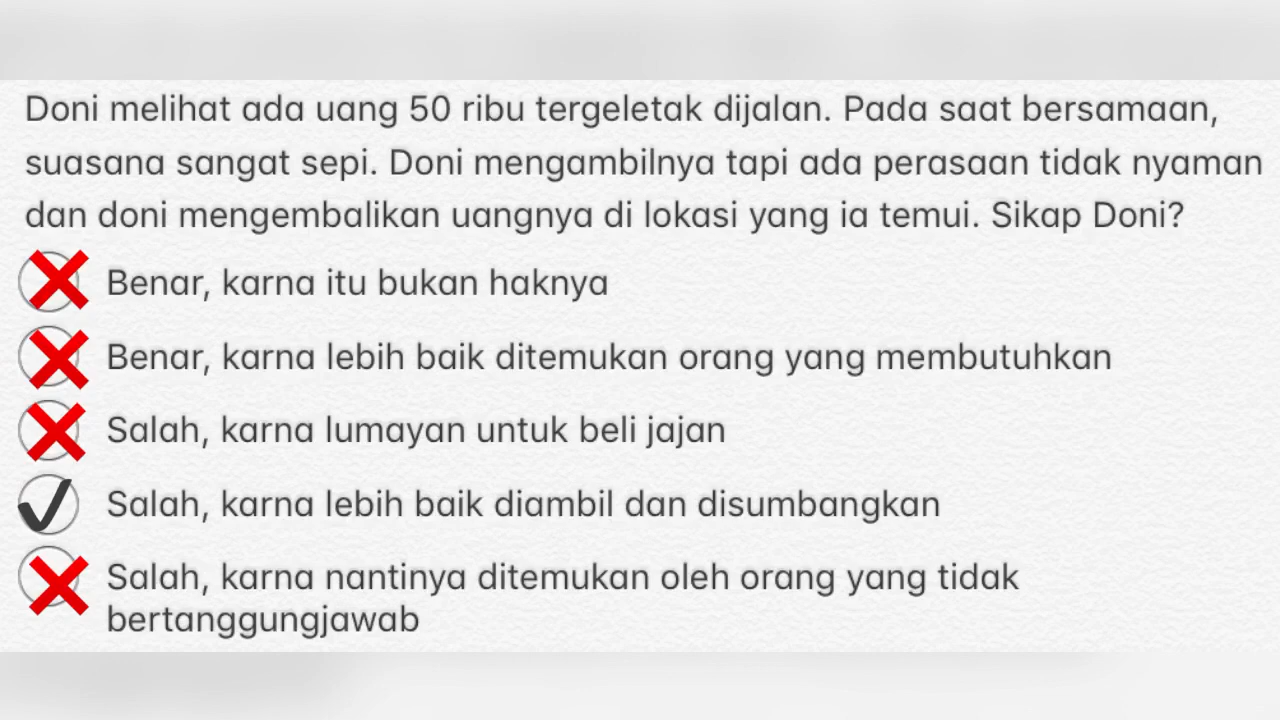 Doni melihat ada uang 50 ribu tergeletak dijalan. Pada saat bersamaan,
suasana sangat sepi. Doni mengambilnya tapi ada perasaan tidak nyaman
dan doni mengembalikan uangnya di lokasi yang ia temui. Sikap Doni?
Benar, karna itu bukan haknya
Benar, karna lebih baik ditemukan orang yang membutuhkan
Salah, karna lumayan untuk beli jajan
Salah, karna lebih baik diambil dan disumbangkan
Salah, karna nantinya ditemukan oleh orang yang tidak
bertanggungjawab